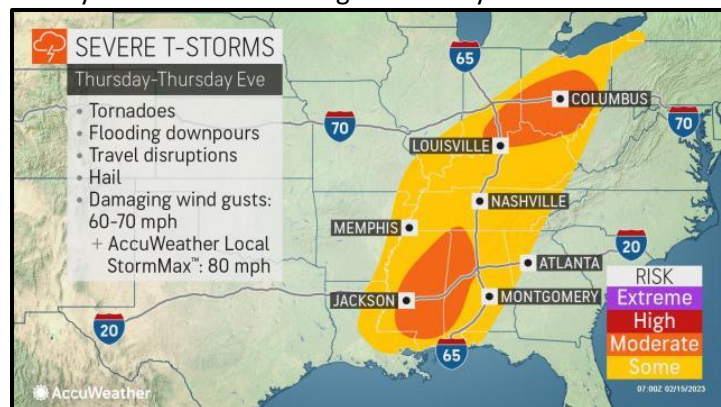 SEVERE T-STORMS
Thursday-Thursday Eve
• Tornadoes
• Flooding downpours
• Travel disruptions
• Hail
• Damaging wind gusts:
60-70 mph
+ AccuWeather Local
StormMax™: 80 mph
65
COLUMBUS
70
70
LOUISVILLE
NASHVILLE
MEMPHIS
20
ATLANTA
JACKSON
MONTGOMERY
20
65
RISK
Extreme
High
Moderate
Some
AccuWeather
07:00Z 02/15/2023